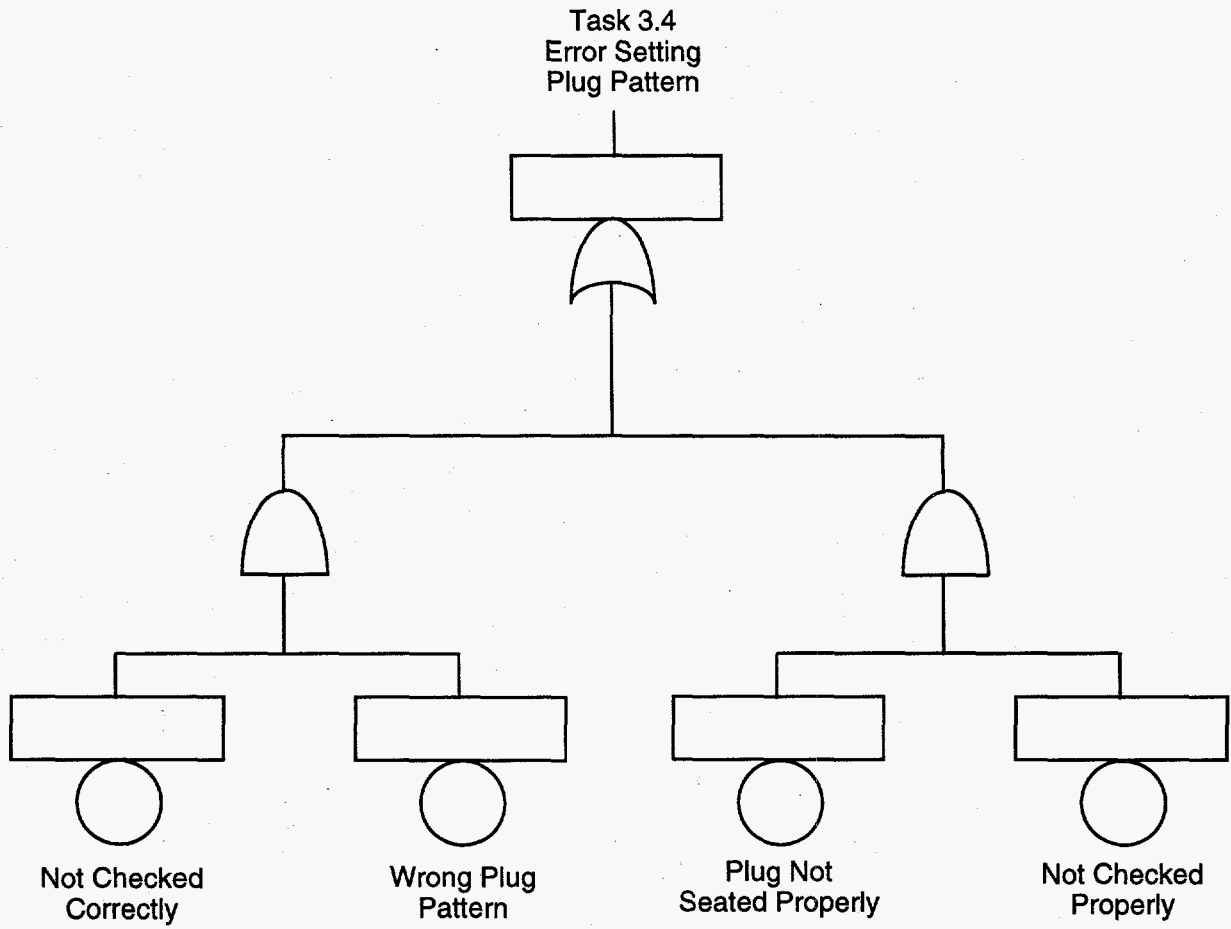 Task 3.4
Error Setting
Plug Pattern
Not Checked
Correctly
Wrong Plug
Pattern
Plug Not
Seated Properly
Not Checked
Properly